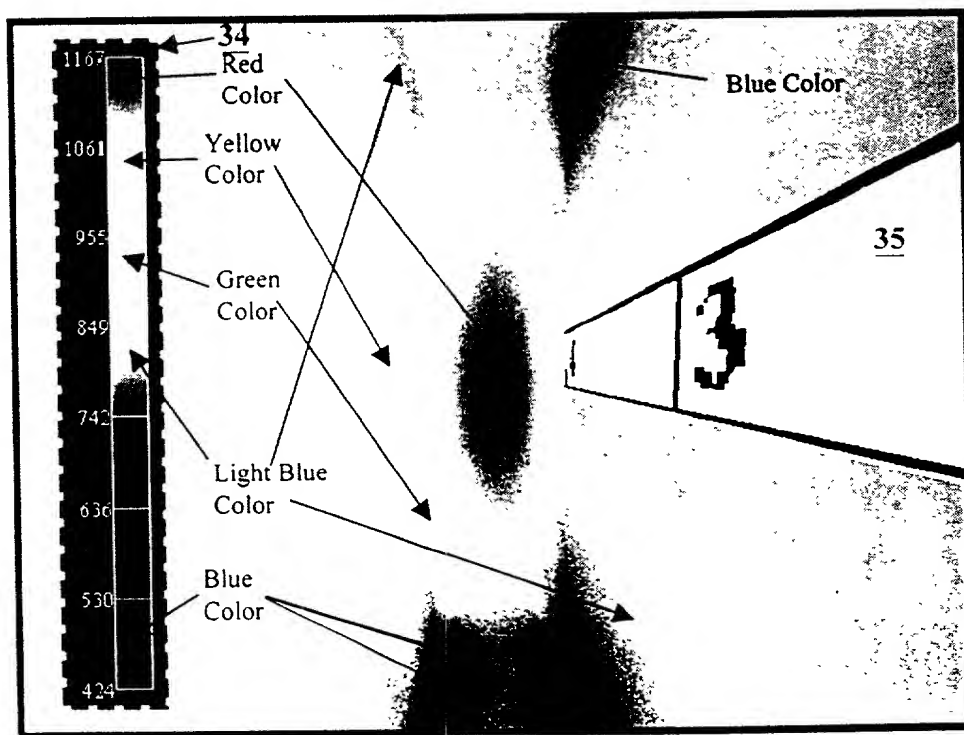 34
1167
Red
Color
Blue Color
1061
Yellow
Color
955
35
Green
Color
849
742
Light Blue
Color
636
Blue
Color
530
424